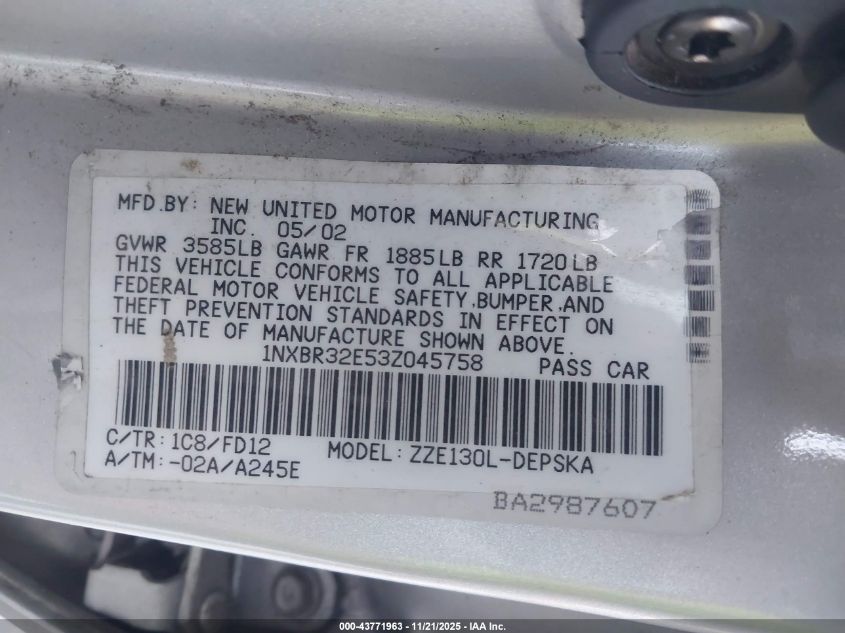 MFD.BY: NEW UNITED MOTOR MANUFACTURING
INC. 05/02
GVWR 3585LB GAWR FR 1885LB RR 1720LB
THIS VEHICLE CONFORMS TO ALL APPLICABLE
FEDERAL MOTOR VEHICLE SAFETY,BUMPER,AND
THEFT PREVENTION STANDARDS IN EFFECT ON
THE DATE OF MANUFACTURE SHOWN ABOVE.
1NXBR32E53Z045758 PASS CAR
C/TR:1C8/FD12 MODEL:ZZE130L-DEPSKA
A/TM:-02A/A245E
BA2987607
000-43771963 - 11/21/2025 - IAA Inc.